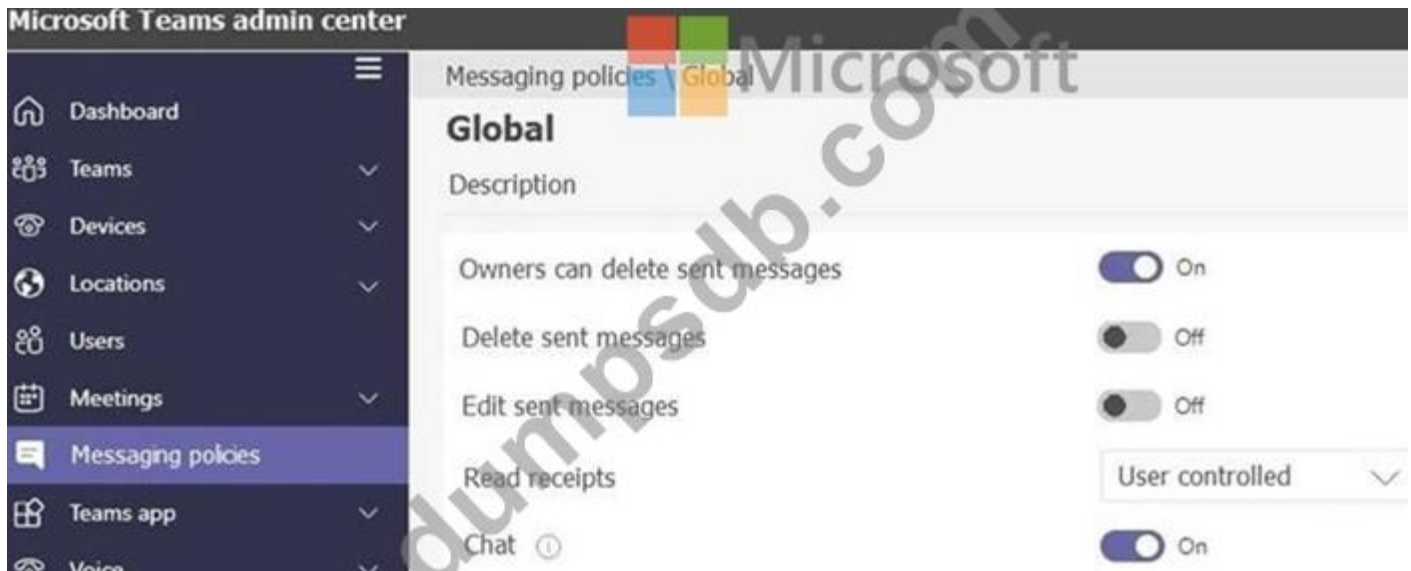 Microsoft Teams admin center
Microsoft
Messaging policies \ Global
Dashboard
Global
Teams
Description
Devices
Owners can delete sent messages On
Locations
Delete sent messages Off
Users
Edit sent messages Off
Meetings
Messaging policies
Read receipts User controlled
Teams app
Chat On
Voice
dumpsdb.com